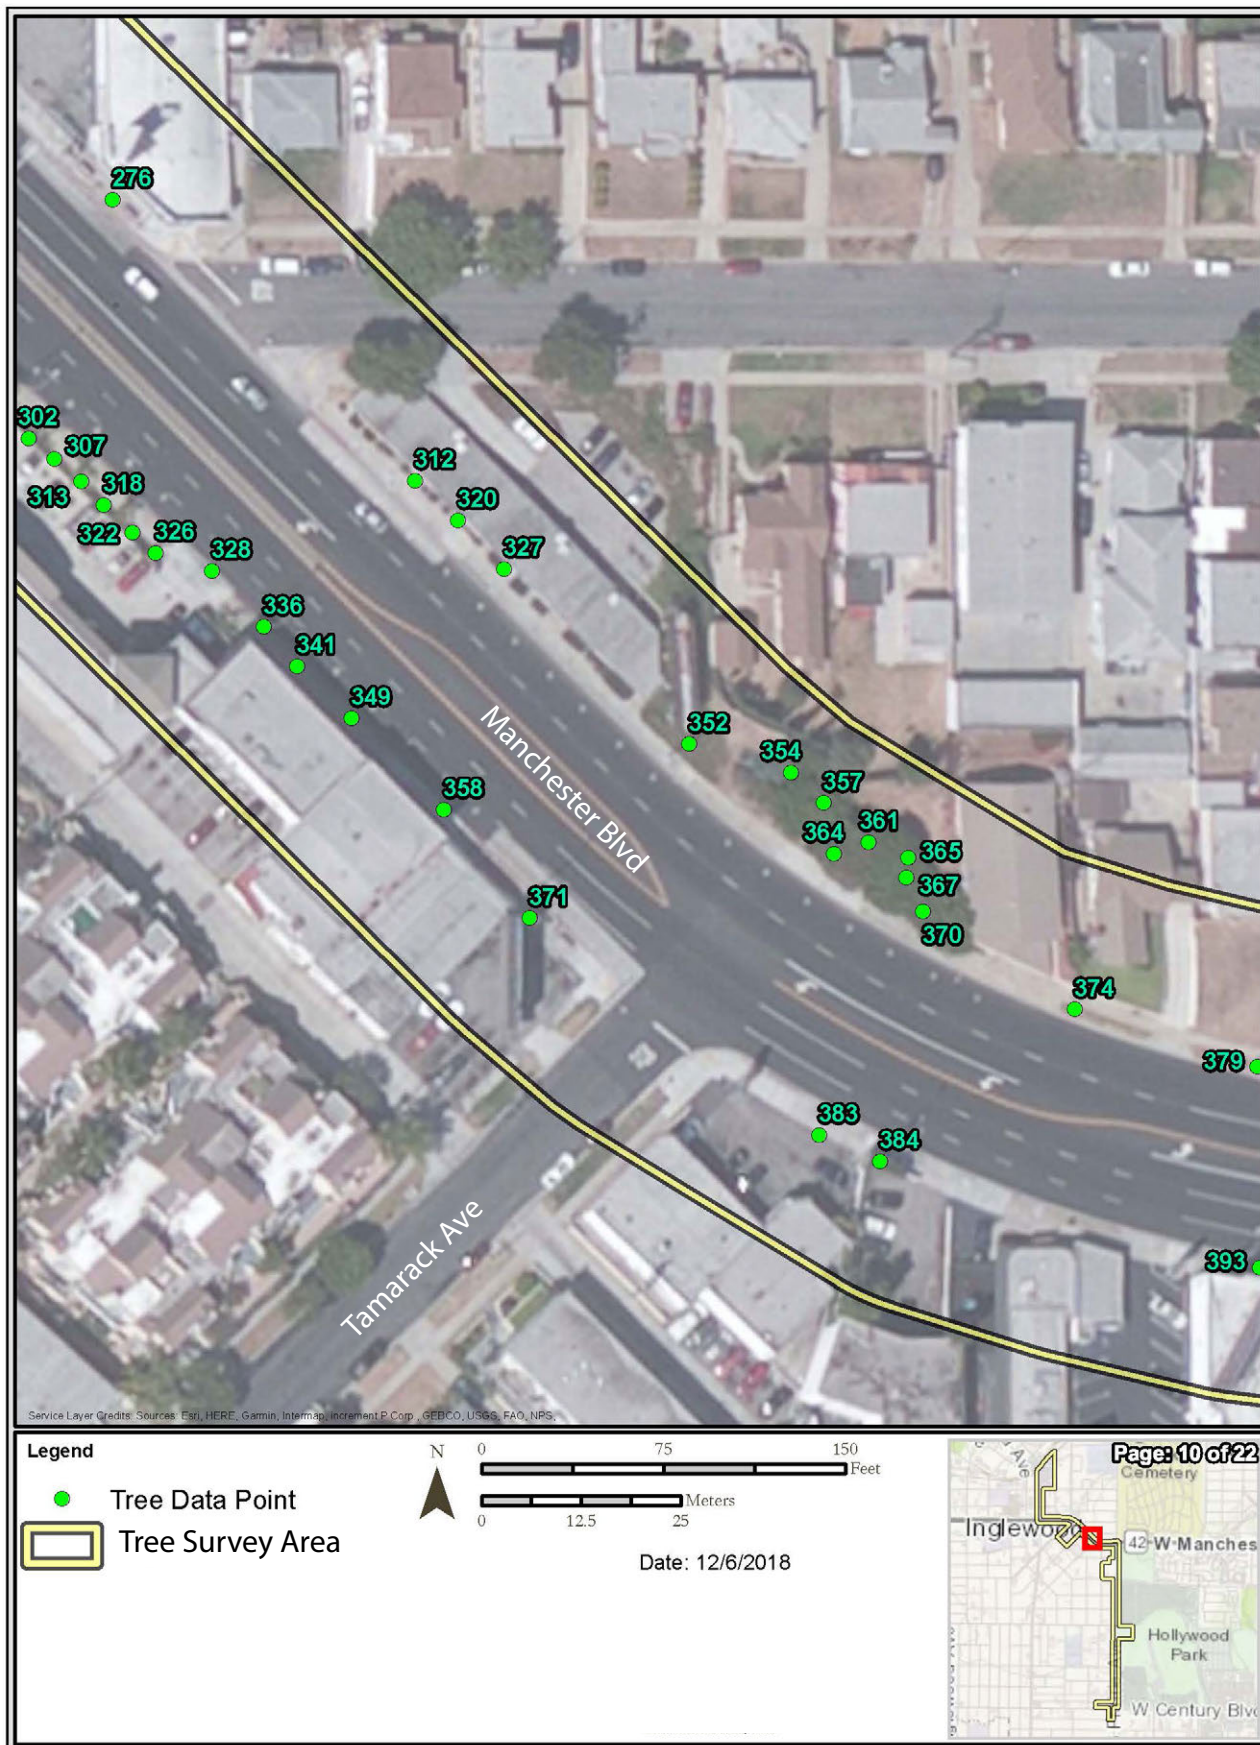 276
302
307
312
313
318
320
322
326
327
328
336
341
349
352
354
357
358
361
364
365
367
370
371
374
379
383
384
393
Manchester Blvd
Tamarack Ave
Service Layer Credits: Sources: Esri, HERE, Garmin, Intermap, increment P Corp., GEBCO, USGS, FAO, NPS,
Legend
Tree Data Point
Tree Survey Area
N
0 75 150
Feet
Meters
0 12.5 25
Date: 12/6/2018
Page: 10 of 22
Ave
Cemetery
Inglewood
42 W Manches
Hollywood
Park
W Century Blv